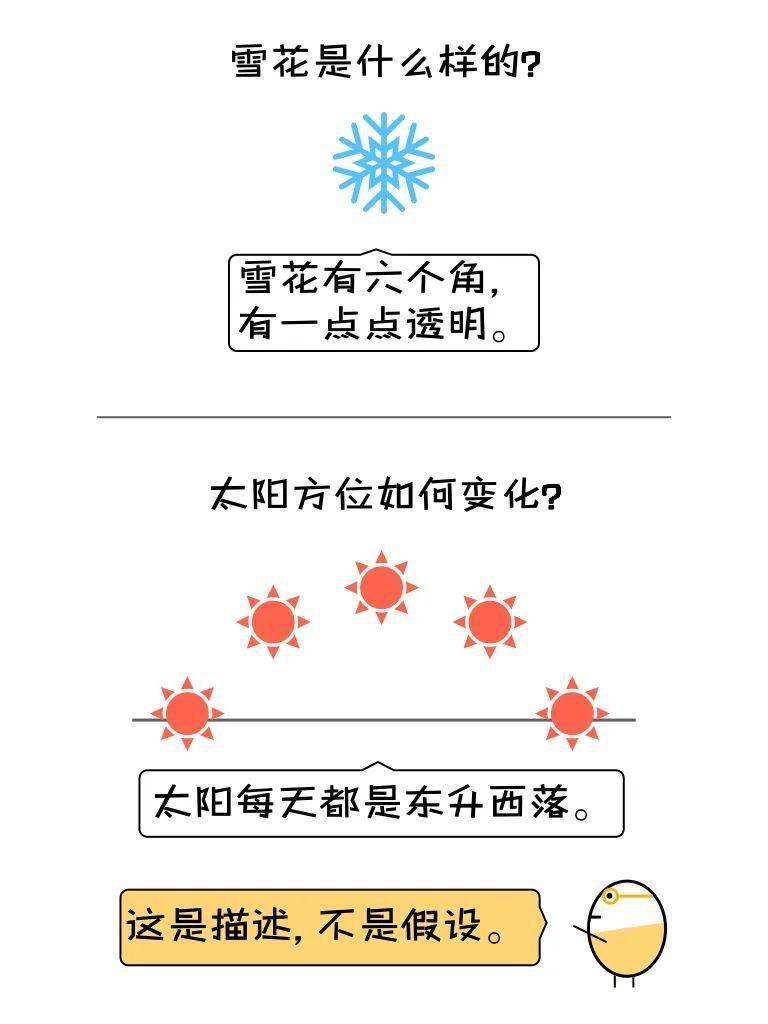 雪花是什么样的?
雪花有六个角,
有一点点透明。
太阳方位如何变化?
太阳每天都是东升西落。
这是描述, 不是假设。